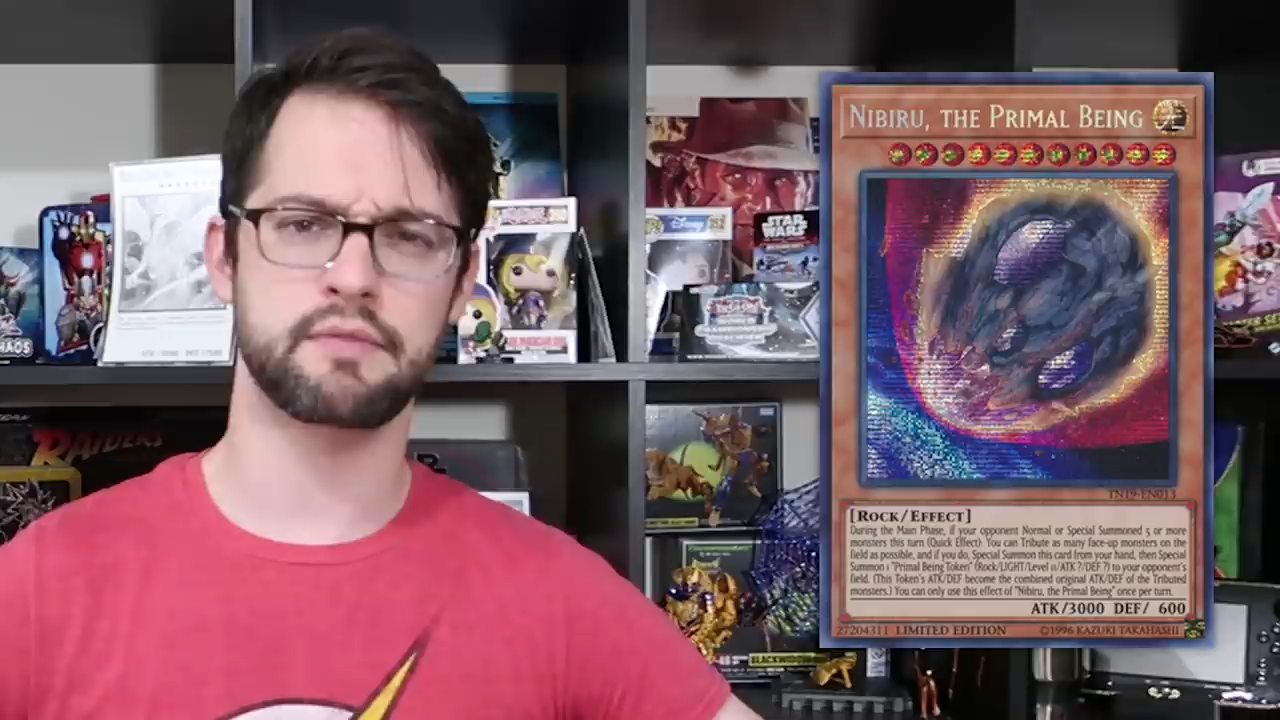 NIBIRU, THE PRIMAL BEING
TN19-EN013
[ROCK/EFFECT]
During the Main Phase, if your opponent Normal or Special Summoned 5 or more
monsters this turn (Quick Effect): You can Tribute as many face-up monsters on the
field as possible, and if you do, Special Summon this card from your hand, then Special
Summon 1 "Primal Being Token" (Rock/LIGHT/Level 11/ATK ?/DEF ?) to your opponent's
field. (This Token's ATK/DEF become the combined original ATK/DEF of the Tributed
monsters.) You can only use this effect of "Nibiru, the Primal Being" once per turn.
ATK/3000 DEF/ 600
27204311 LIMITED EDITION ©1996 KAZUKI TAKAHASHI
Disney
STAR
WARS
HAOS
RAIDERS